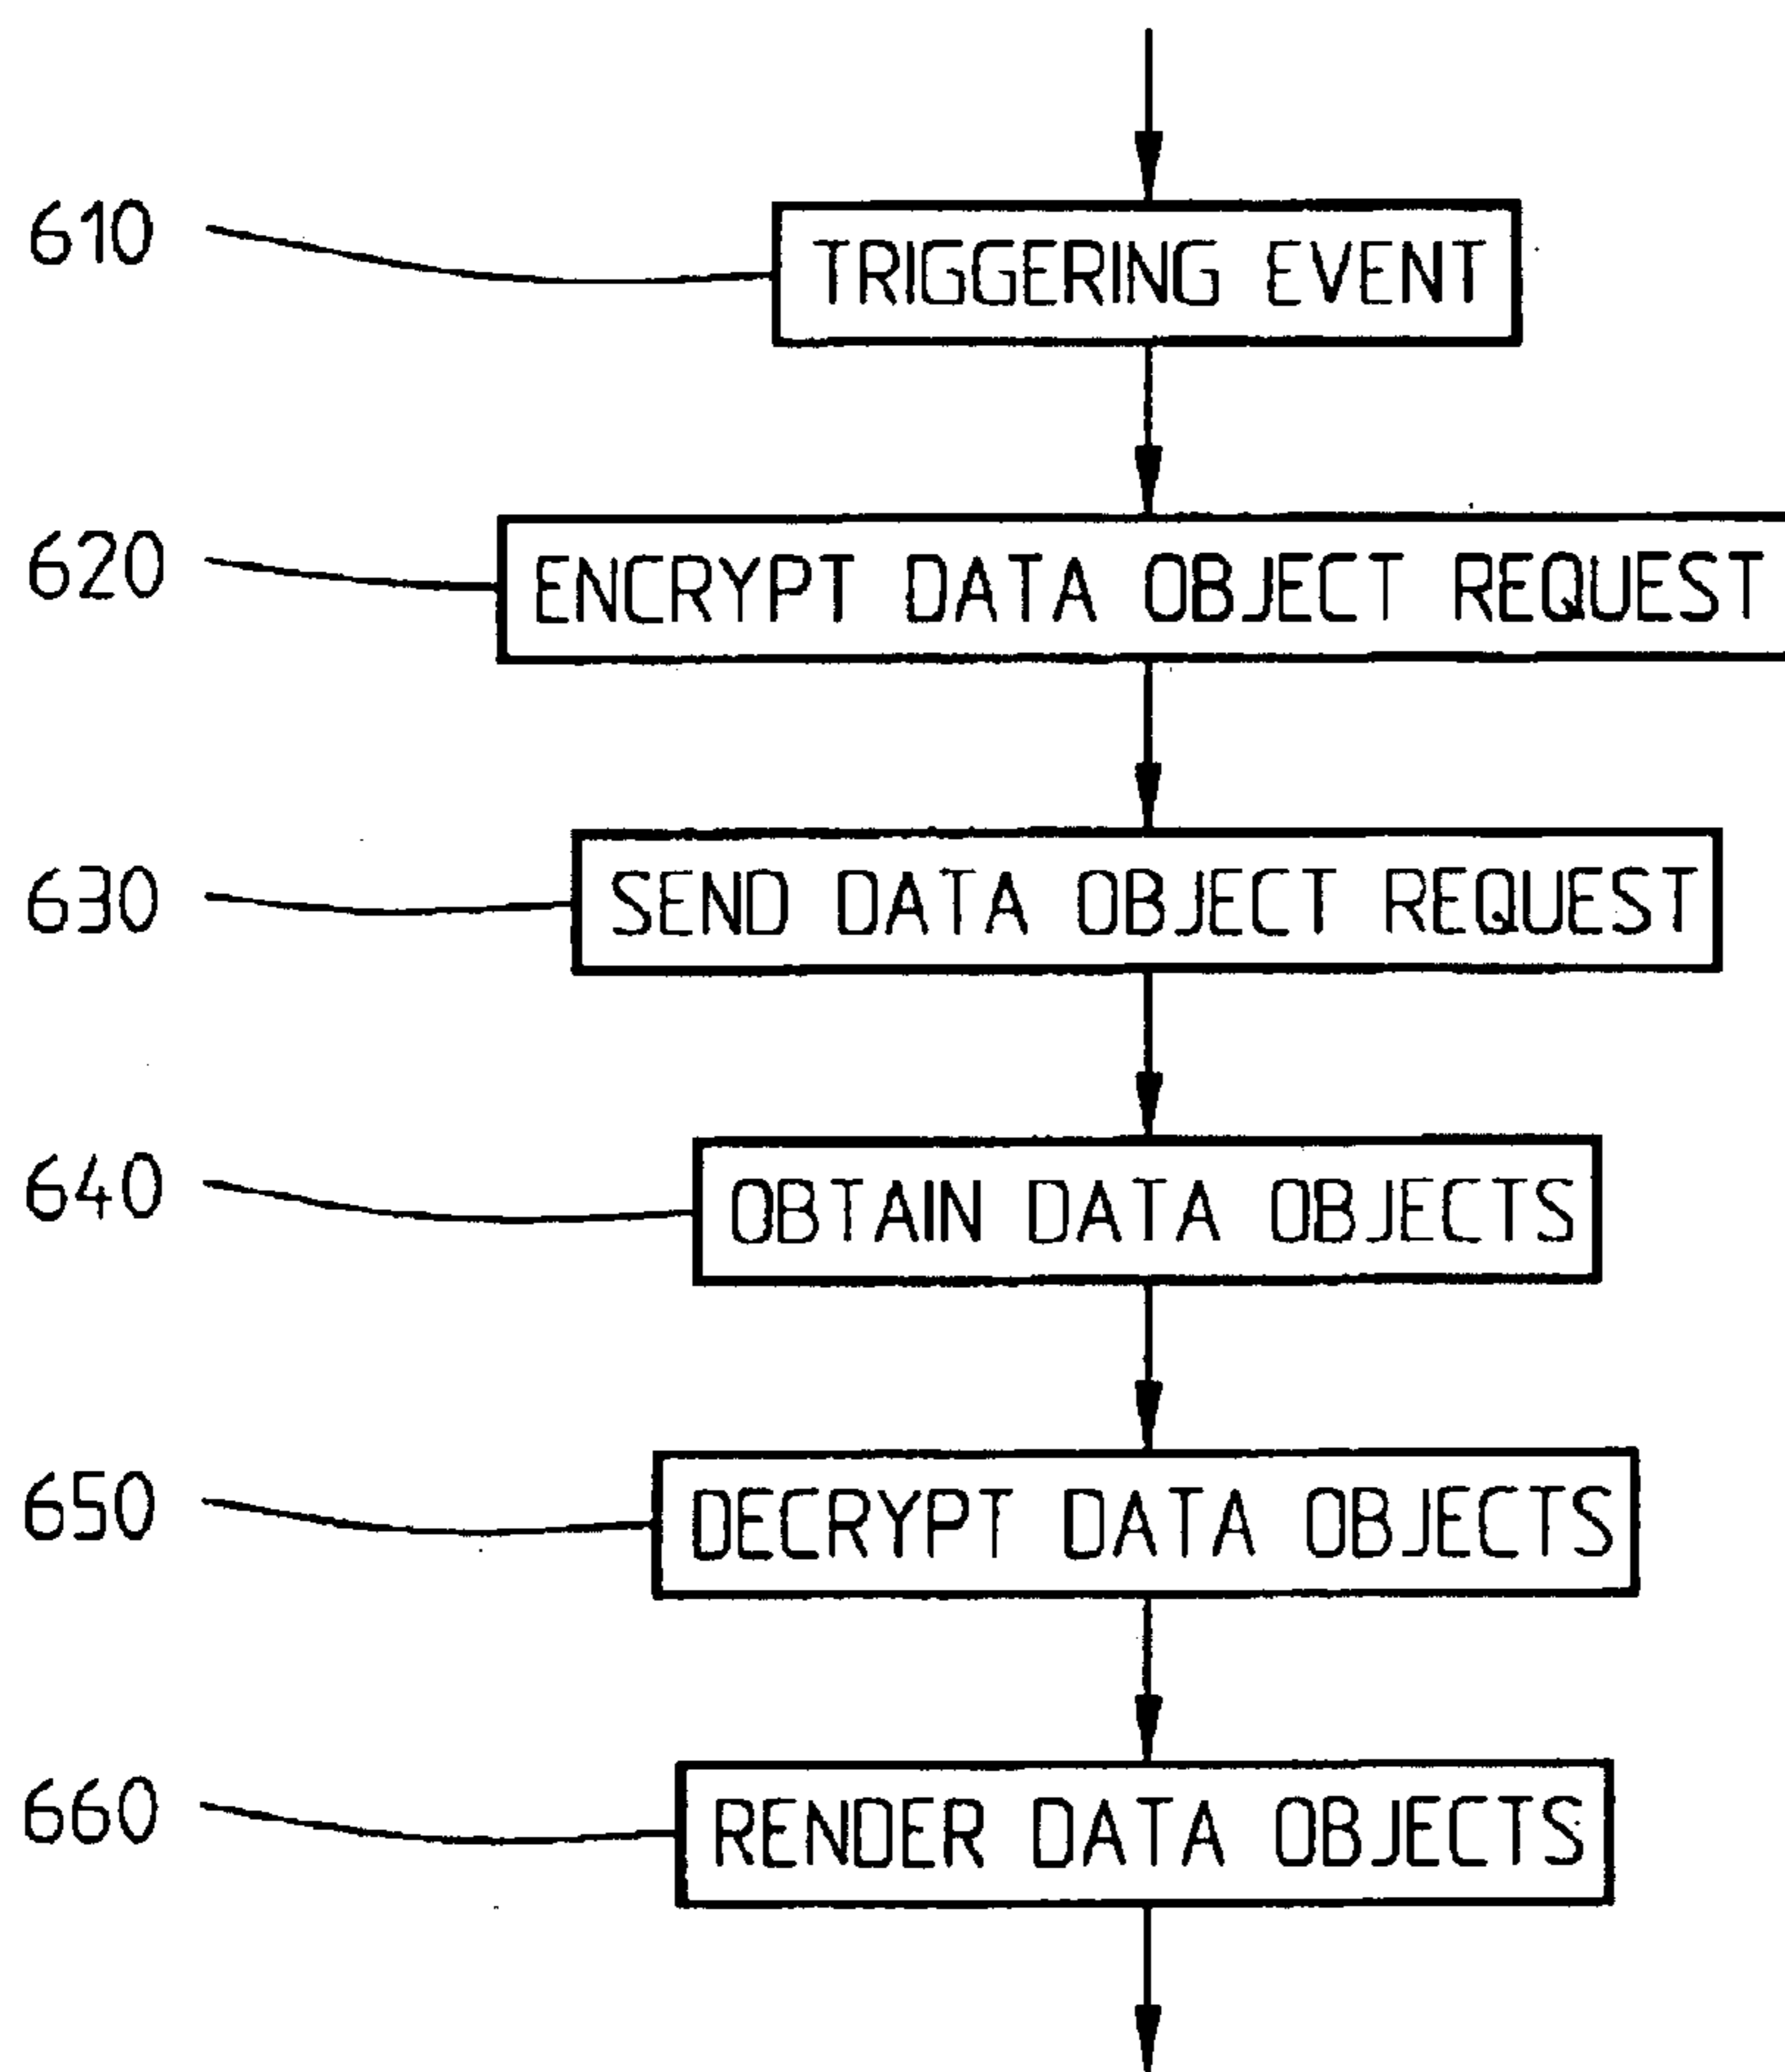 610
TRIGGERING EVENT
620
ENCRYPT DATA OBJECT REQUEST
630
SEND DATA OBJECT REQUEST
640
OBTAIN DATA OBJECTS
650
DECRYPT DATA OBJECTS
660
RENDER DATA OBJECTS